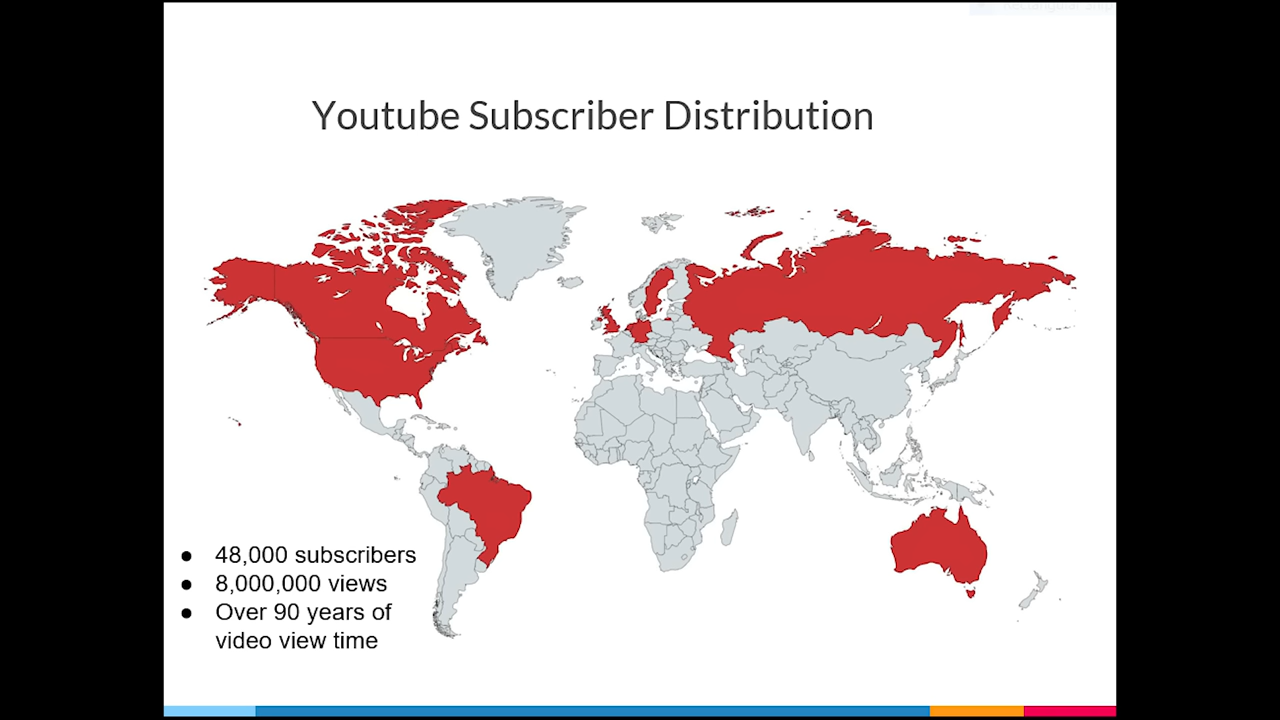 Youtube Subscriber Distribution
● 48,000 subscribers
● 8,000,000 views
● Over 90 years of
video view time